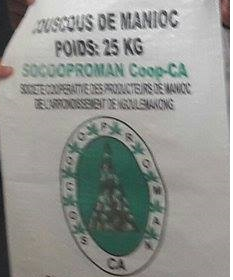 COUSCOUS DE MANIOC
POIDS: 25 KG
SOCOOPROMAN Coop-CA
SOCIETE COOPERATIVE DES PRODUCTEURS DE MANIOC
DE L'ARRONDISSEMENT DE NGOULEMAKONG
SOCOOPROMAN
CA